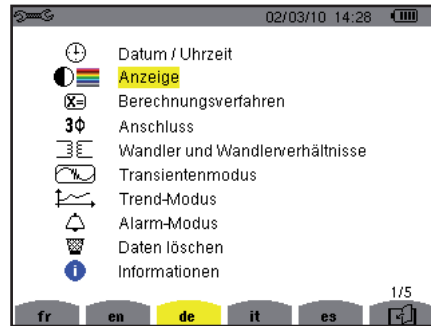 02/03/10 14:28
Datum / Uhrzeit
Anzeige
X= Berechnungsverfahren
3Φ Anschluss
Wandler und Wandlerverhältnisse
Transientenmodus
Trend-Modus
Alarm-Modus
Daten löschen
i Informationen
1/5
fr en de it es